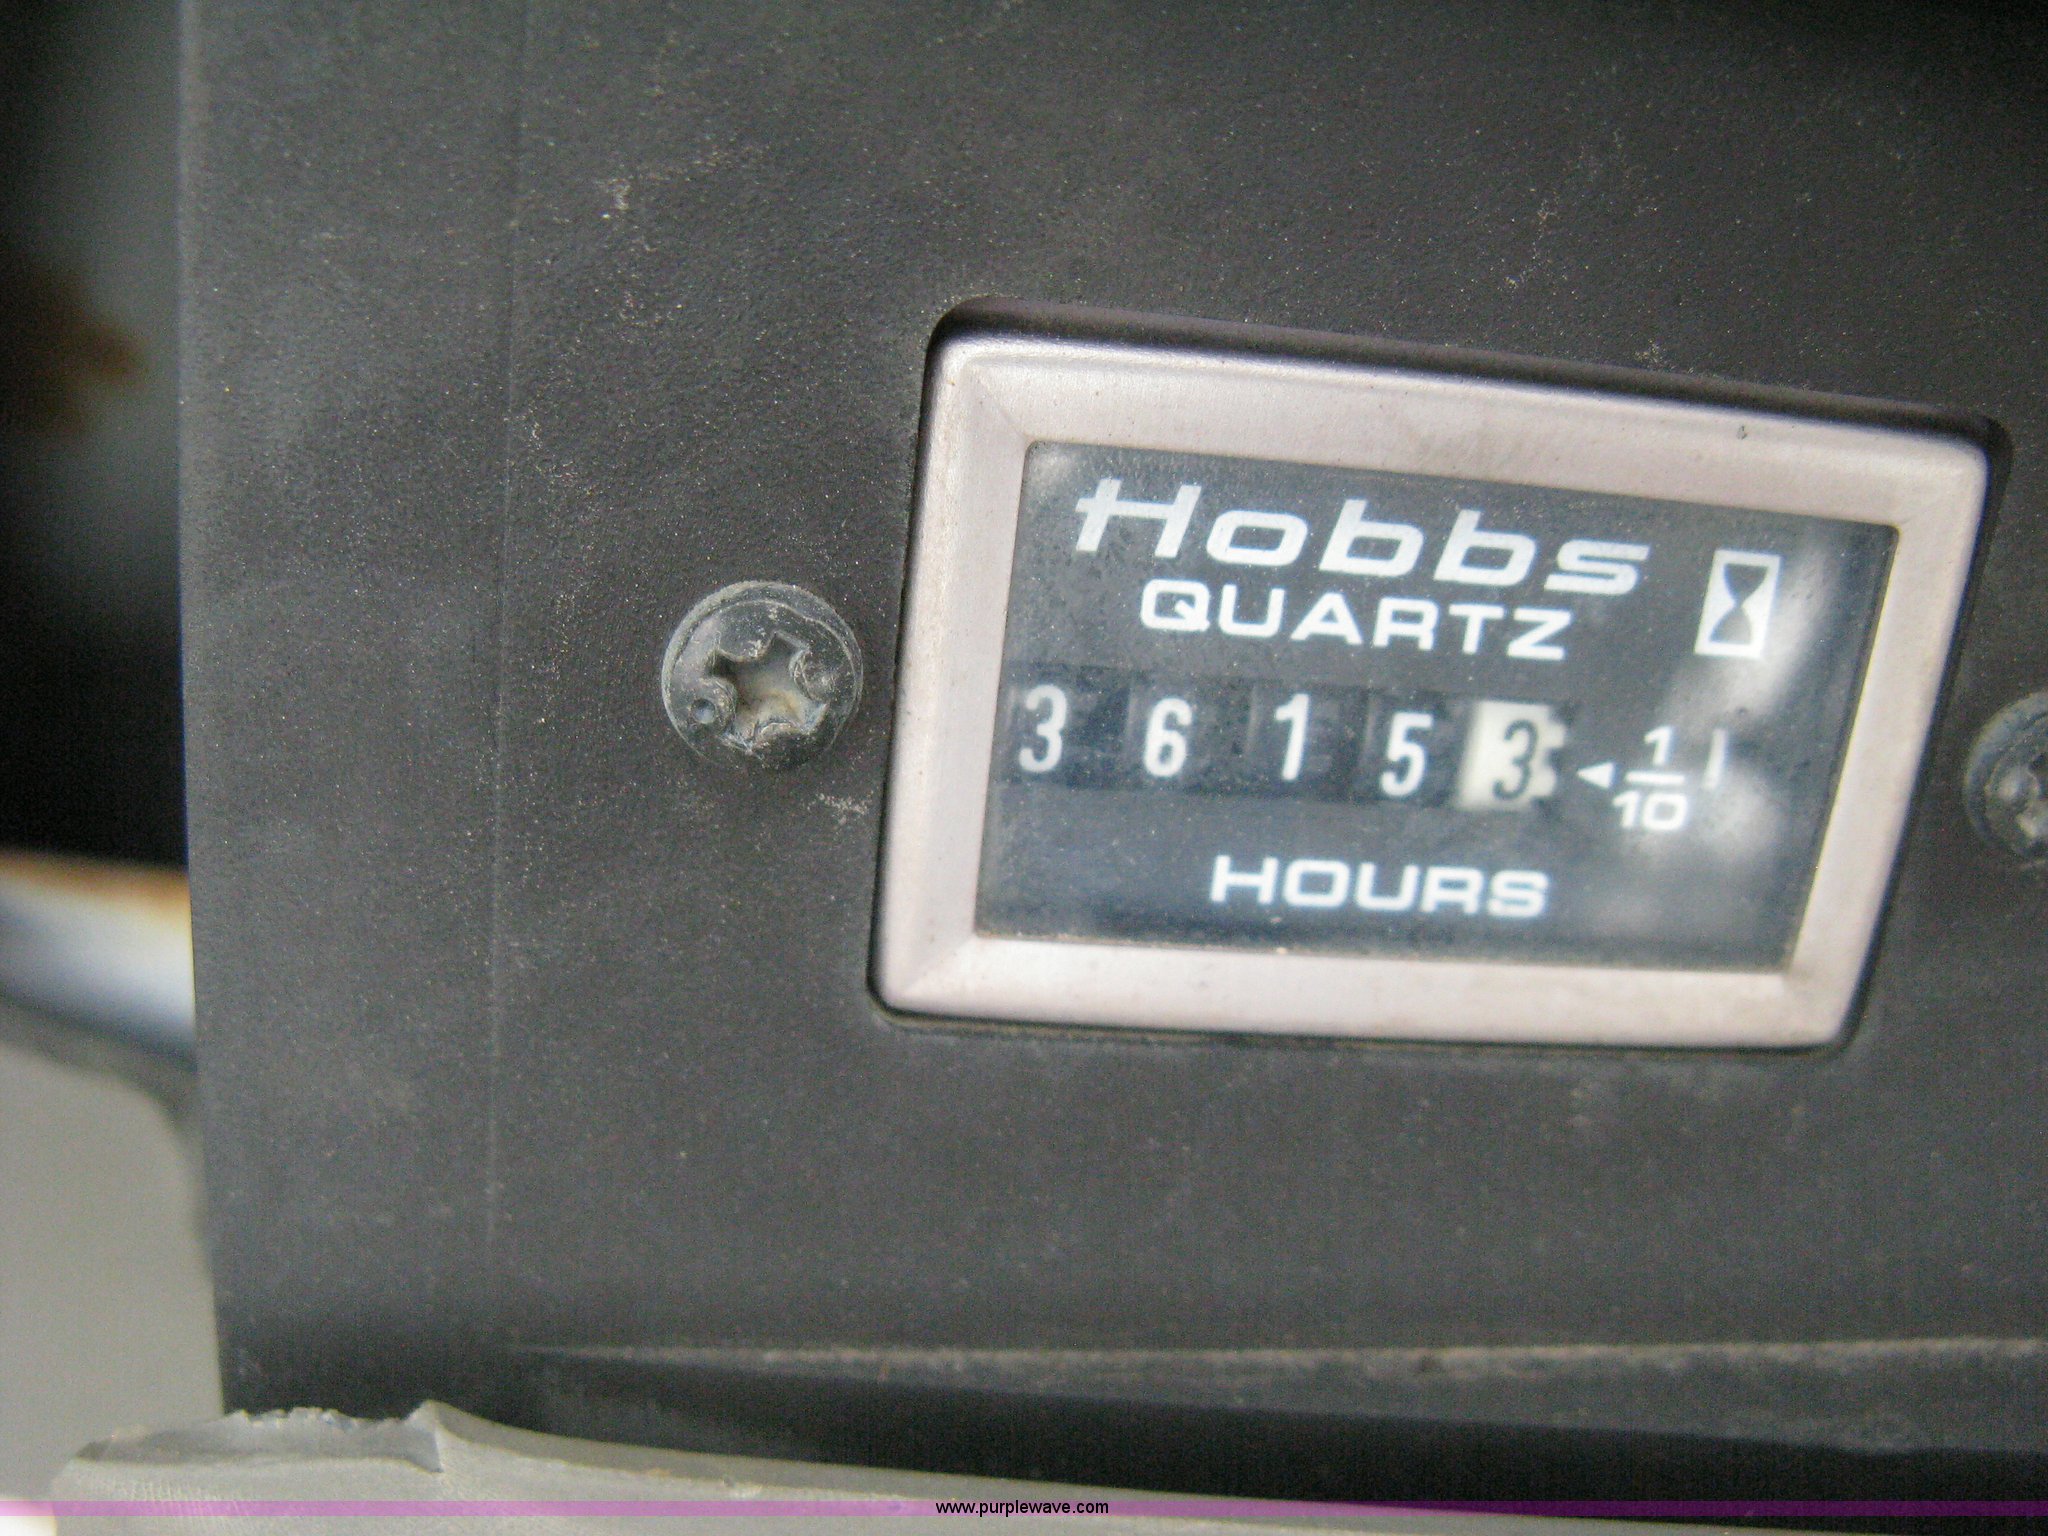 Hobbs
QUARTZ
3 6 1 5 3 ◄ 1/10
HOURS
www.purplewave.com